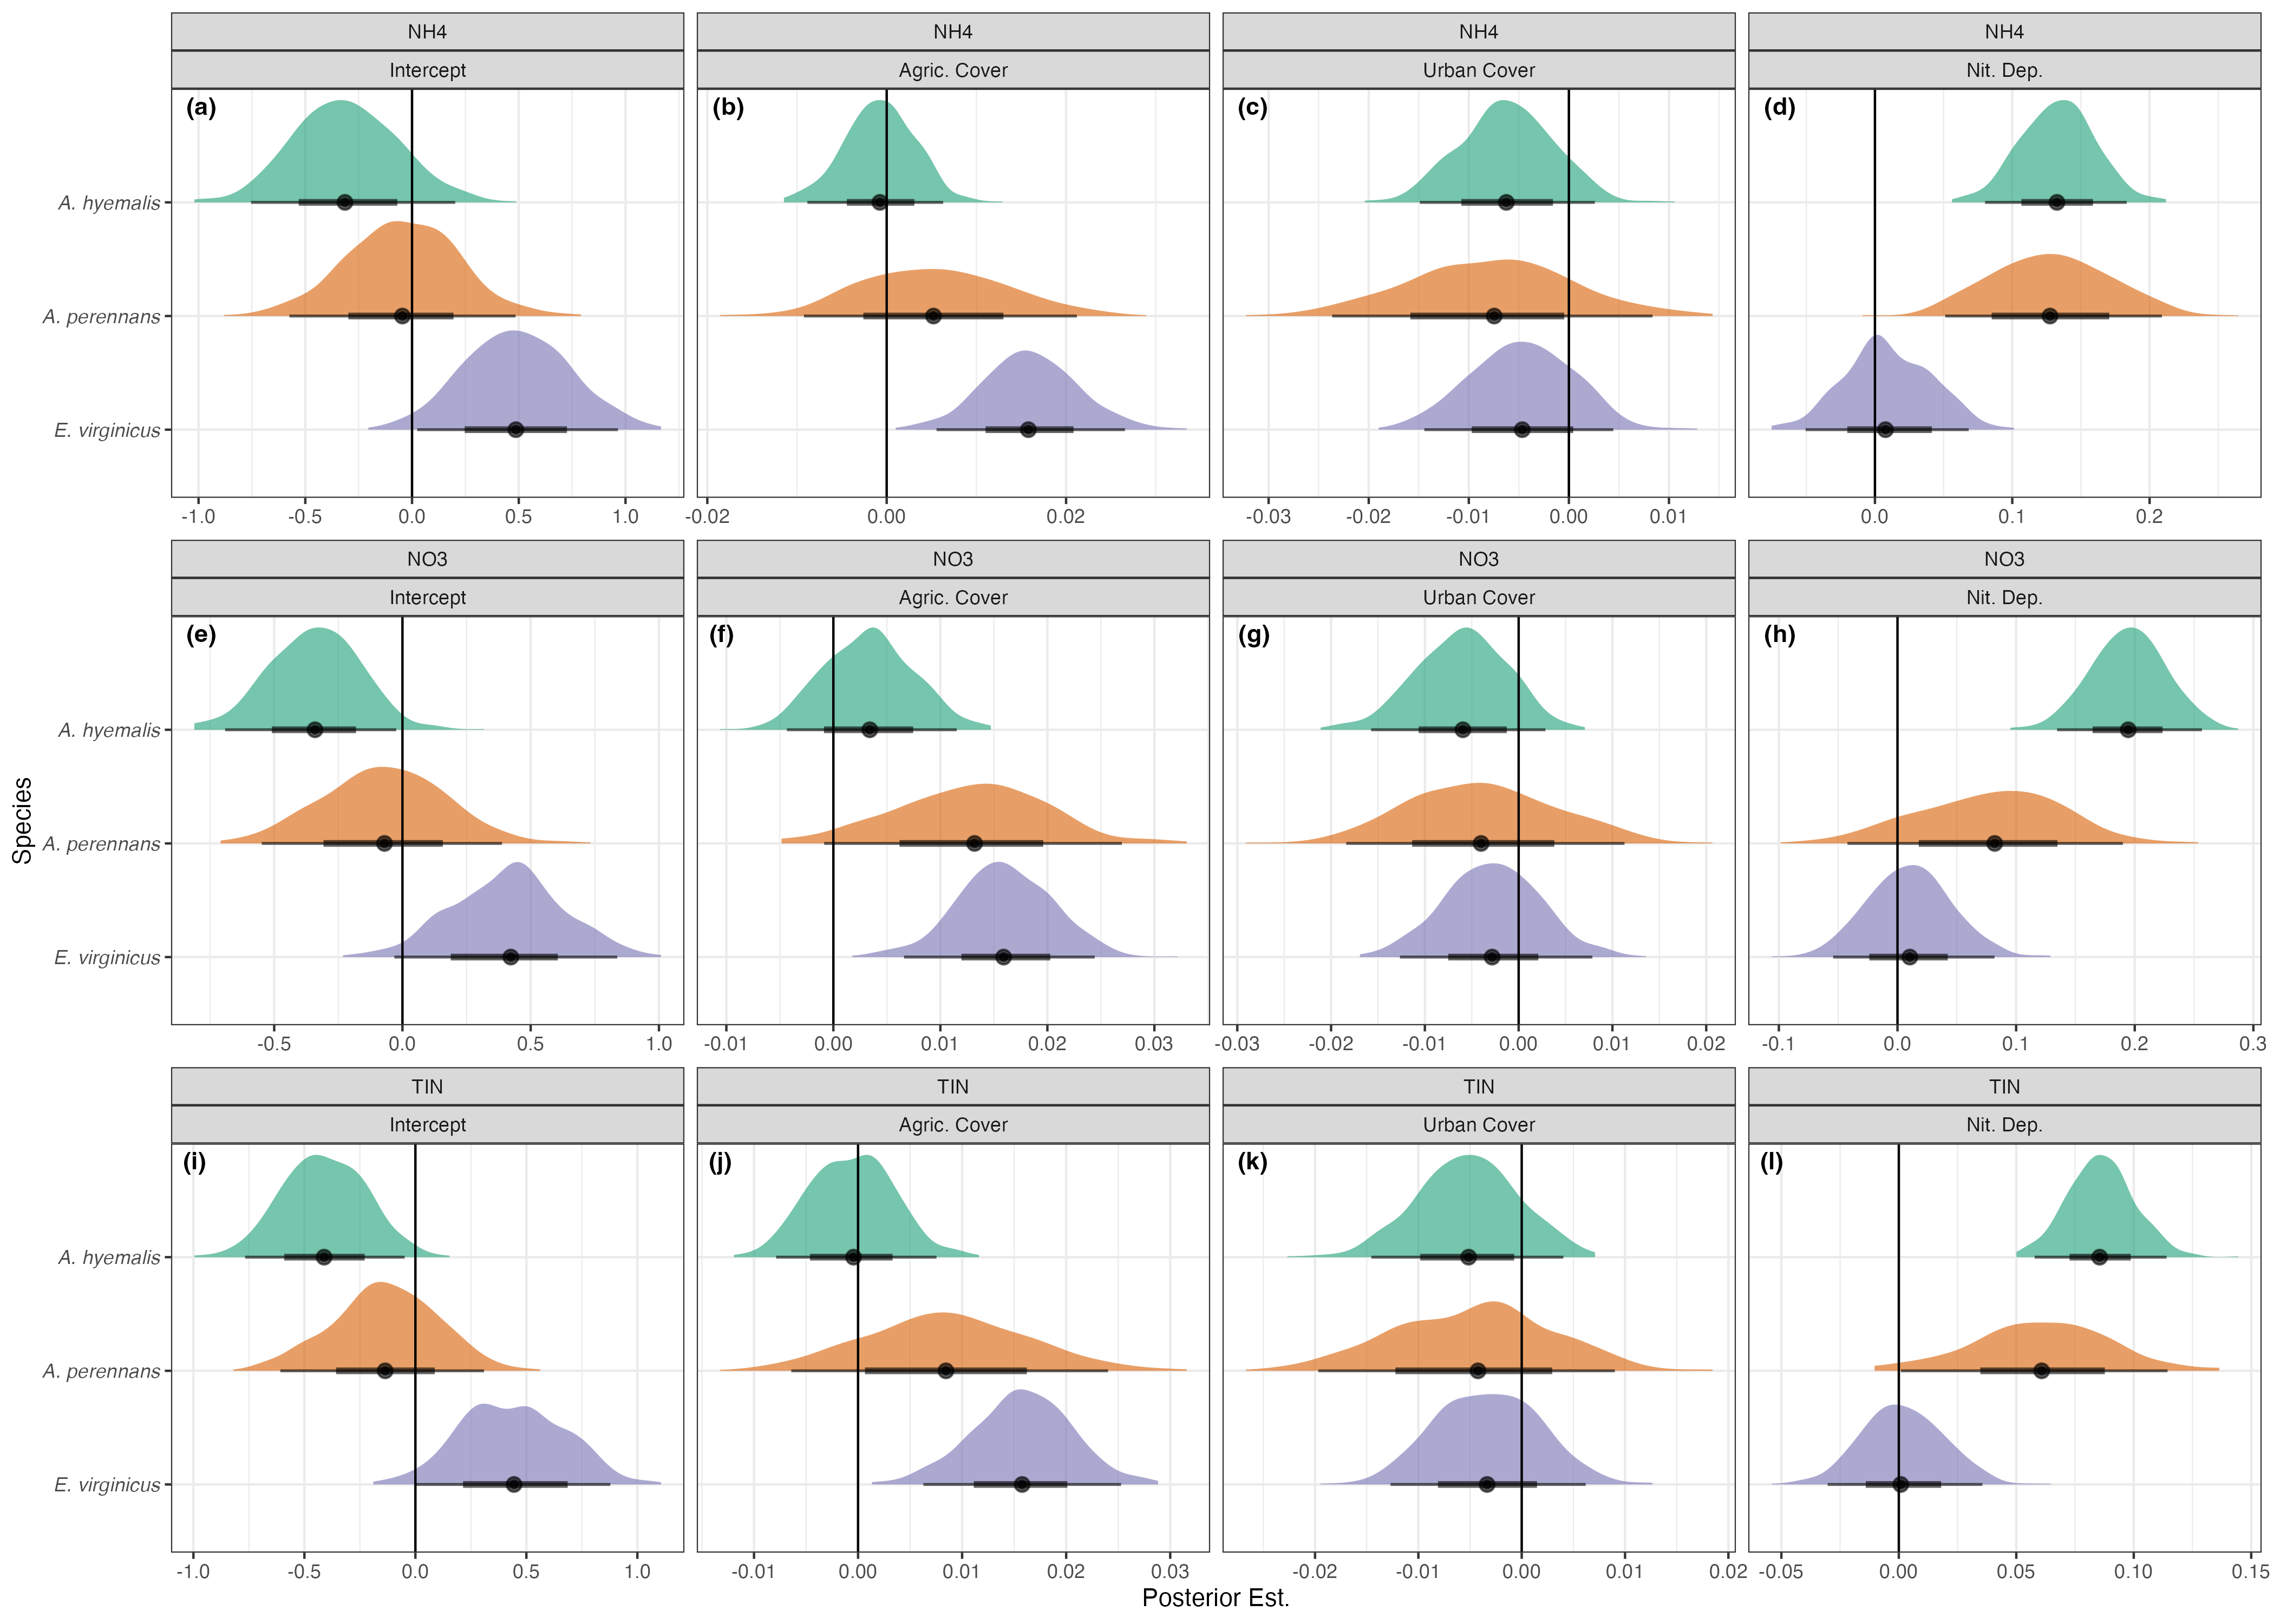 NH4 NH4 NH4 NH4
Intercept Agric. Cover Urban Cover Nit. Dep.
(a) (b) (c) (d)
A. hyemalis
A. perennans
E. virginicus
-1.0 -0.5 0.0 0.5 1.0 -0.02 0.00 0.02 -0.03 -0.02 -0.01 0.00 0.01 0.0 0.1 0.2
NO3 NO3 NO3 NO3
Intercept Agric. Cover Urban Cover Nit. Dep.
(e) (f) (g) (h)
A. hyemalis
Species
A. perennans
E. virginicus
-0.5 0.0 0.5 1.0 -0.01 0.00 0.01 0.02 0.03 -0.03 -0.02 -0.01 0.00 0.01 0.02 -0.1 0.0 0.1 0.2 0.3
TIN TIN TIN TIN
Intercept Agric. Cover Urban Cover Nit. Dep.
(i) (j) (k) (l)
A. hyemalis
A. perennans
E. virginicus
-1.0 -0.5 0.0 0.5 1.0 -0.01 0.00 0.01 0.02 0.03 -0.02 -0.01 0.00 0.01 0.02 -0.05 0.00 0.05 0.10 0.15
Posterior Est.